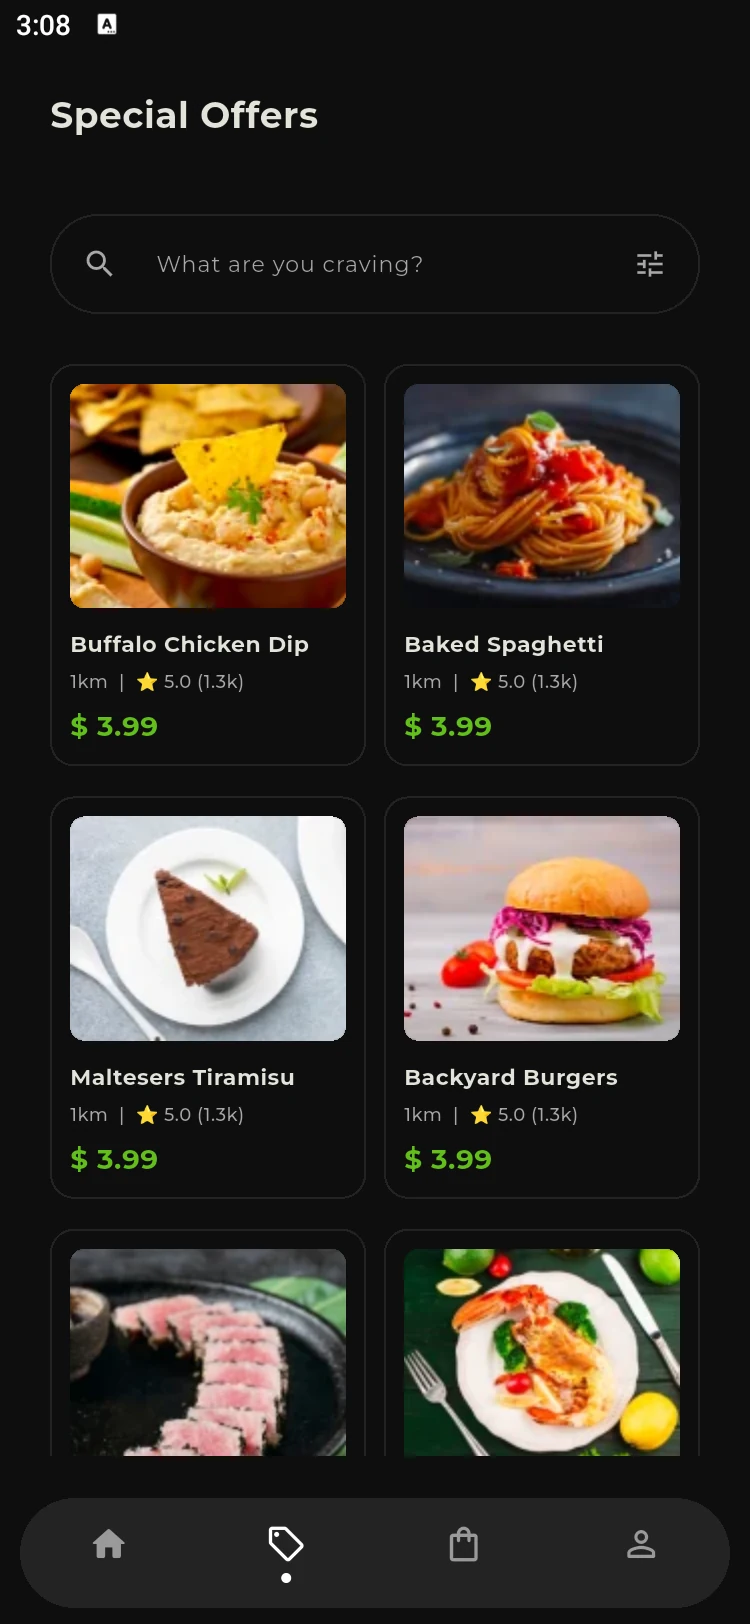 3:08 A
Special Offers
What are you craving?
Buffalo Chicken Dip
1km | ⭐ 5.0 (1.3k)
$ 3.99
Baked Spaghetti
1km | ⭐ 5.0 (1.3k)
$ 3.99
Maltesers Tiramisu
1km | ⭐ 5.0 (1.3k)
$ 3.99
Backyard Burgers
1km | ⭐ 5.0 (1.3k)
$ 3.99